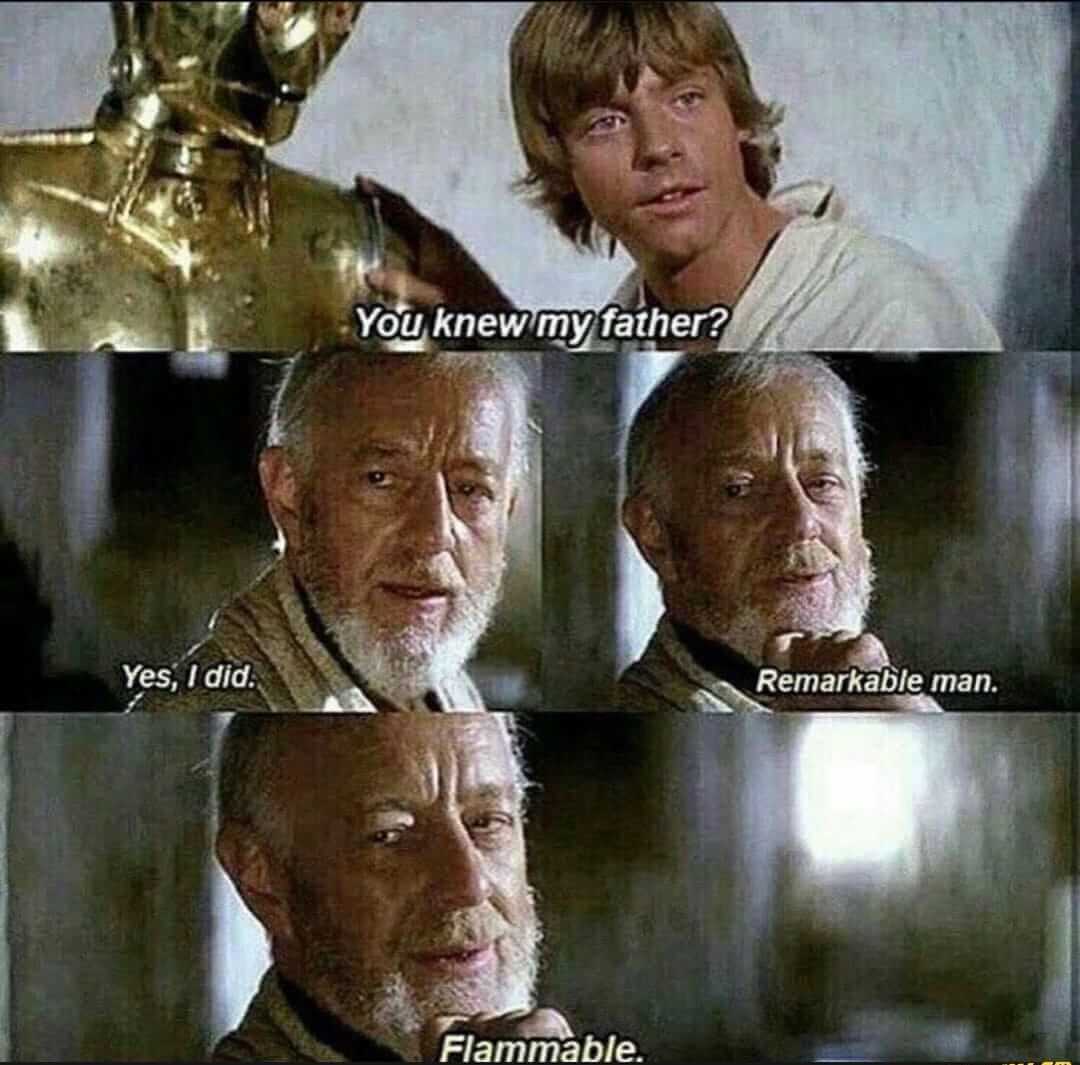 You knew my father?
Yes, I did.
Remarkable man.
Flammable.